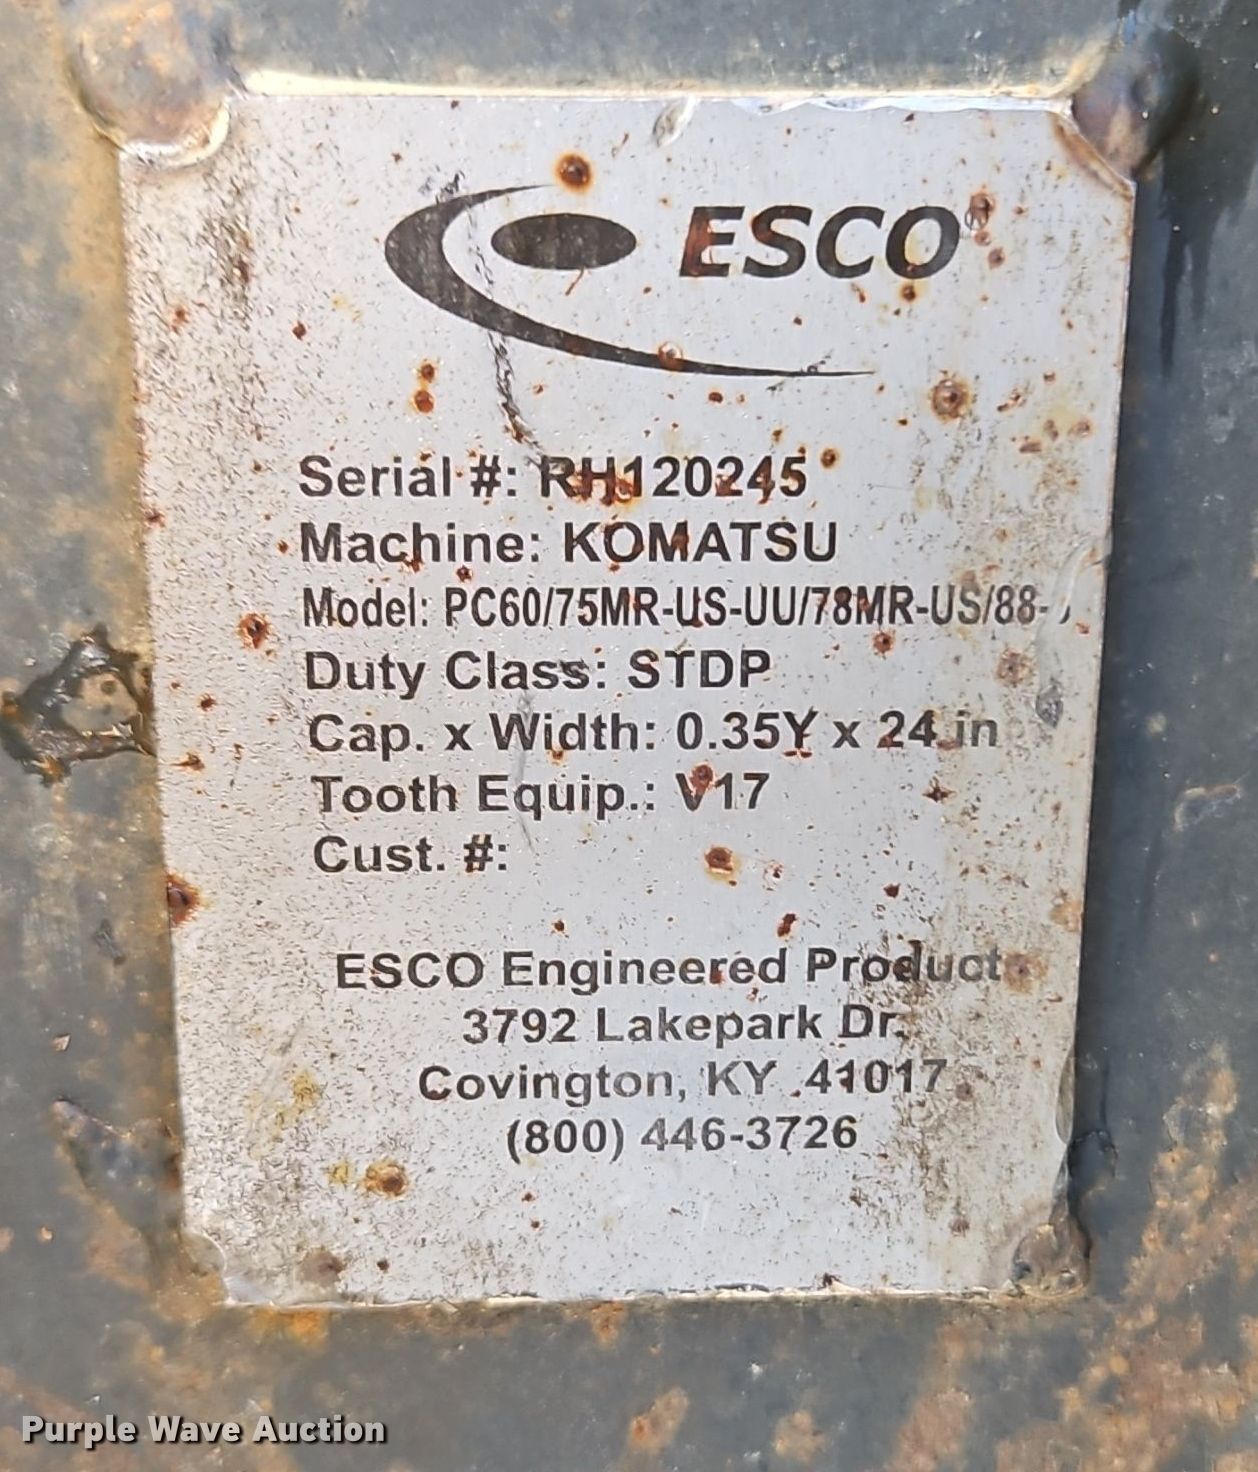 ESCO®
Serial #: RH120245
Machine: KOMATSU
Model: PC60/75MR-US-UU/78MR-US/88-
Duty Class: STDP
Cap. x Width: 0.35Y x 24 in
Tooth Equip.: V17
Cust. #:
ESCO Engineered Product
3792 Lakepark Dr.
Covington, KY 41017
(800) 446-3726
Purple Wave Auction